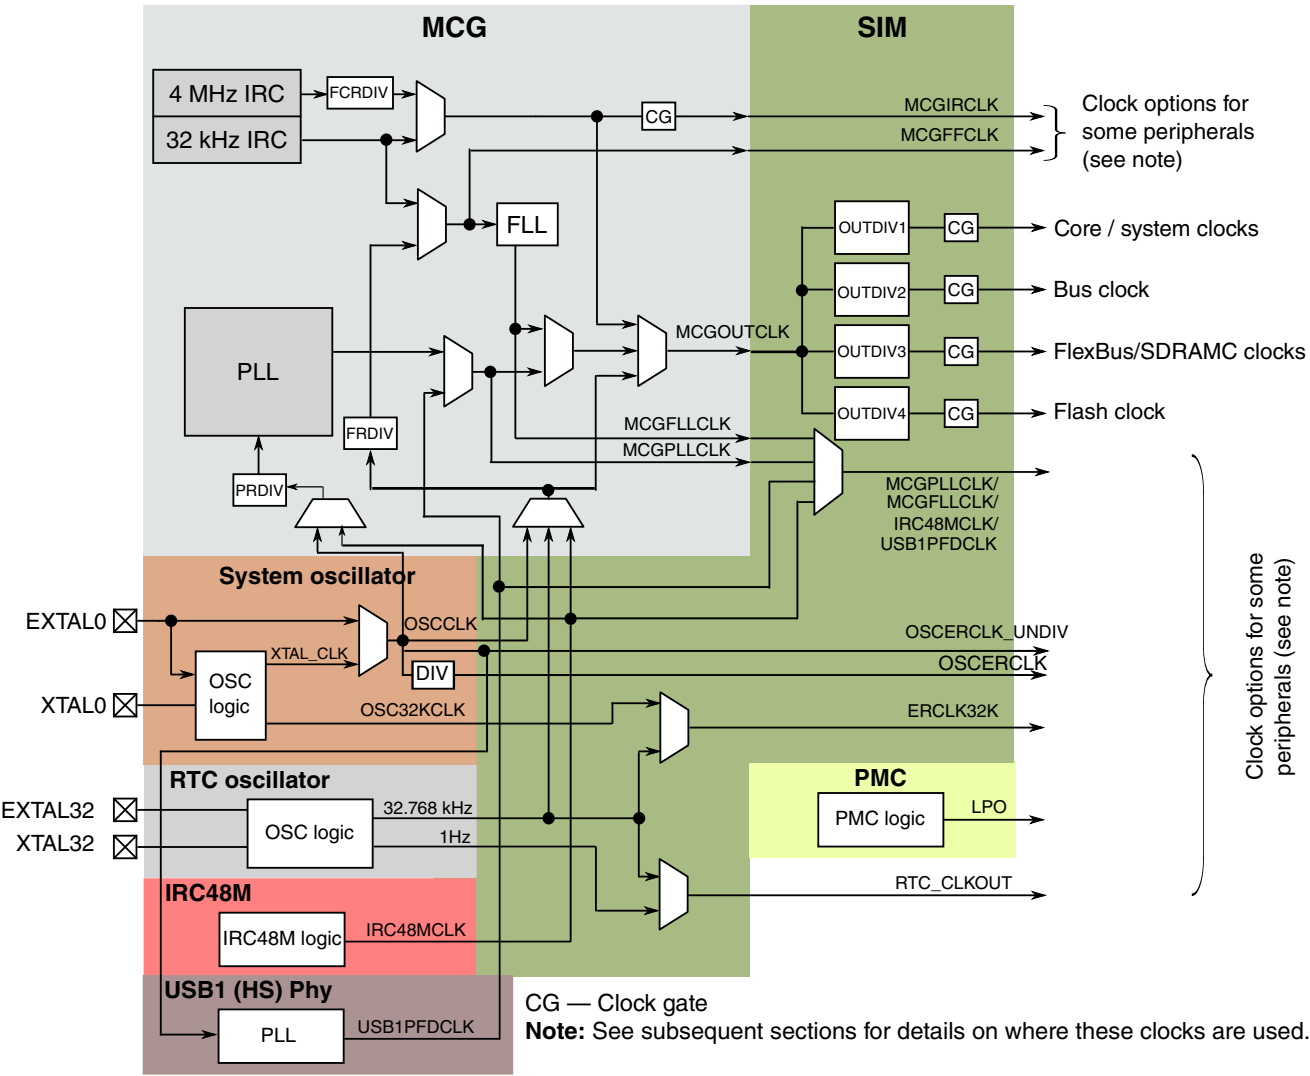 MCG
SIM
4 MHz IRC
FCRDIV
32 kHz IRC
CG
MCGIRCLK
MCGFFCLK
Clock options for
some peripherals
(see note)
FLL
OUTDIV1
CG
Core / system clocks
OUTDIV2
CG
Bus clock
MCGOUTCLK
OUTDIV3
CG
FlexBus/SDRAMC clocks
PLL
OUTDIV4
CG
Flash clock
FRDIV
MCGFLLCLK
MCGPLLCLK
PRDIV
MCGPLLCLK/
MCGFLLCLK/
IRC48MCLK/
USB1PFDCLK
System oscillator
EXTAL0
OSCCLK
OSCERCLK_UNDIV
XTAL_CLK
OSCERCLK
DIV
OSC
logic
XTAL0
OSC32KCLK
ERCLK32K
Clock options for some
peripherals (see note)
RTC oscillator
PMC
EXTAL32
32.768 kHz
PMC logic
LPO
OSC logic
XTAL32
1Hz
RTC_CLKOUT
IRC48M
IRC48M logic
IRC48MCLK
USB1 (HS) Phy
PLL
USB1PFDCLK
CG — Clock gate
Note: See subsequent sections for details on where these clocks are used.